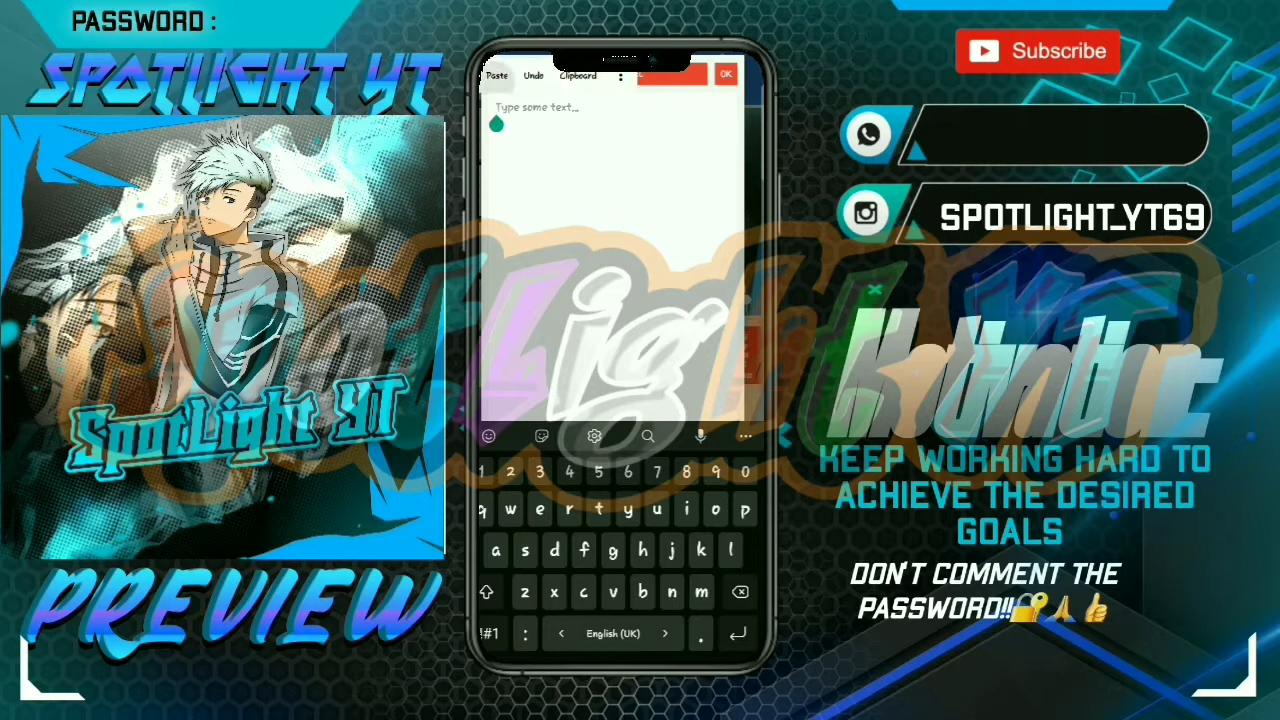 PASSWORD :
SPOTLIGHT YT
SpotLight YT
PREVIEW
Paste Undo Clipboard
OK
Type some text...
1 2 3 4 5 6 7 8 9 0
q w e r t y u i o p
a s d f g h j k l
z x c v b n m
!#1 : < English (UK) > .
Subscribe
SPOTLIGHT_YT69
KEEP WORKING HARD TO
ACHIEVE THE DESIRED
GOALS
DON'T COMMENT THE
PASSWORD!!🔐🙏👍
SpotLight YT